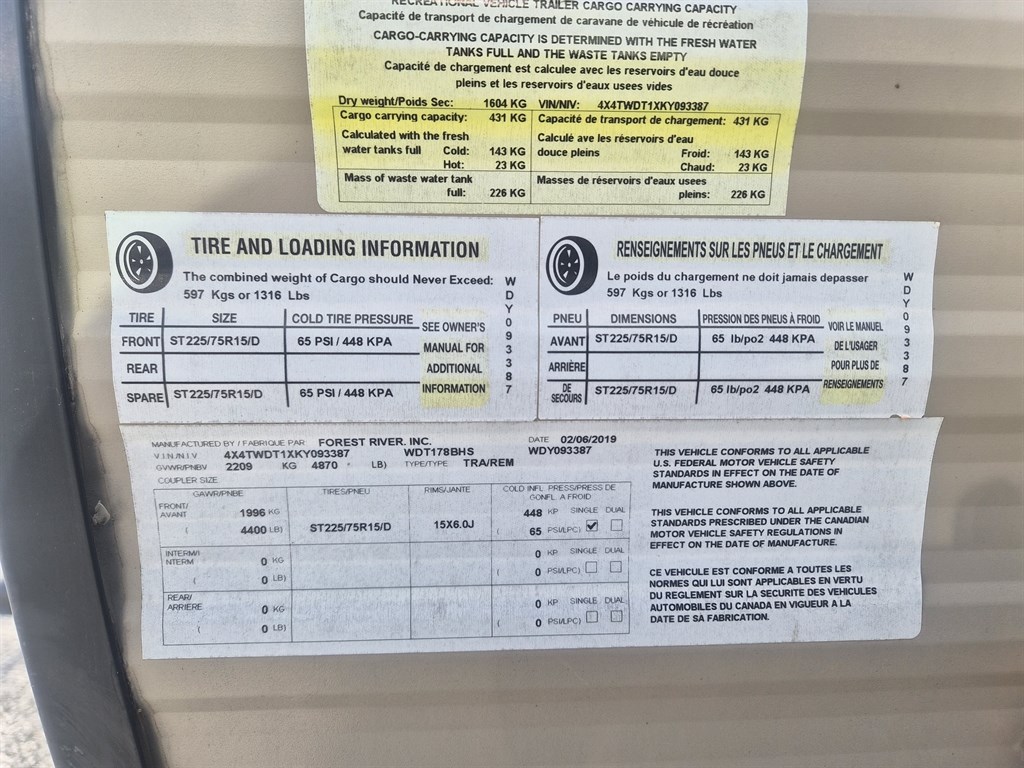 RECREATIONAL VEHICLE TRAILER CARGO CARRYING CAPACITY
Capacité de transport de chargement de caravane de véhicule de récréation
CARGO-CARRYING CAPACITY IS DETERMINED WITH THE FRESH WATER
TANKS FULL AND THE WASTE TANKS EMPTY
Capacité de chargement est calculee avec les reservoirs d'eau douce
pleins et les reservoirs d'eaux usees vides
Dry weight/Poids Sec: 1604 KG VIN/NIV: 4X4TWDT1XKY093387
Cargo carrying capacity: 431 KG Capacité de transport de chargement: 431 KG
Calculated with the fresh Calculé ave les réservoirs d'eau
water tanks full Cold: 143 KG douce pleins Froid: 143 KG
Hot: 23 KG Chaud: 23 KG
Mass of waste water tank Masses de réservoirs d'eaux usees
full: 226 KG pleins: 226 KG
TIRE AND LOADING INFORMATION
The combined weight of Cargo should Never Exceed:
597 Kgs or 1316 Lbs
TIRE SIZE COLD TIRE PRESSURE SEE OWNER'S
FRONT ST225/75R15/D 65 PSI / 448 KPA MANUAL FOR
REAR ADDITIONAL
SPARE ST225/75R15/D 65 PSI / 448 KPA INFORMATION
WDY093387
RENSEIGNEMENTS SUR LES PNEUS ET LE CHARGEMENT
Le poids du chargement ne doit jamais depasser
597 Kgs or 1316 Lbs
PNEU DIMENSIONS PRESSION DES PNEUS À FROID VOIR LE MANUEL
AVANT ST225/75R15/D 65 lb/po2 448 KPA DE L'USAGER
ARRIÈRE POUR PLUS DE
DE SECOURS ST225/75R15/D 65 lb/po2 448 KPA RENSEIGNEMENTS
WDY093387
MANUFACTURED BY / FABRIQUE PAR FOREST RIVER, INC. DATE 02/06/2019
V.I.N./N.I.V 4X4TWDT1XKY093387 WDT178BHS WDY093387
GVWR/PNBV 2209 KG 4870 LB) TYPE/TYPE TRA/REM
COUPLER SIZE
GAWR/PNBE TIRES/PNEU RIMS/JANTE COLD INFL. PRESS/PRESS DE
GONFL. A FROID
FRONT/
AVANT 1996 KG 448 KP SINGLE DUAL
( 4400 LB) ST225/75R15/D 15X6.0J ( 65 PSI/LPC)
INTERM/I
NTERM 0 KG 0 KP SINGLE DUAL
( 0 LB) ( 0 PSI/LPC)
REAR/
ARRIERE 0 KG 0 KP SINGLE DUAL
( 0 LB) ( 0 PSI/LPC)
THIS VEHICLE CONFORMS TO ALL APPLICABLE
U.S. FEDERAL MOTOR VEHICLE SAFETY
STANDARDS IN EFFECT ON THE DATE OF
MANUFACTURE SHOWN ABOVE.
THIS VEHICLE CONFORMS TO ALL APPLICABLE
STANDARDS PRESCRIBED UNDER THE CANADIAN
MOTOR VEHICLE SAFETY REGULATIONS IN
EFFECT ON THE DATE OF MANUFACTURE.
CE VEHICULE EST CONFORME A TOUTES LES
NORMES QUI LUI SONT APPLICABLES EN VERTU
DU REGLEMENT SUR LA SECURITE DES VEHICULES
AUTOMOBILES DU CANADA EN VIGUEUR A LA
DATE DE SA FABRICATION.